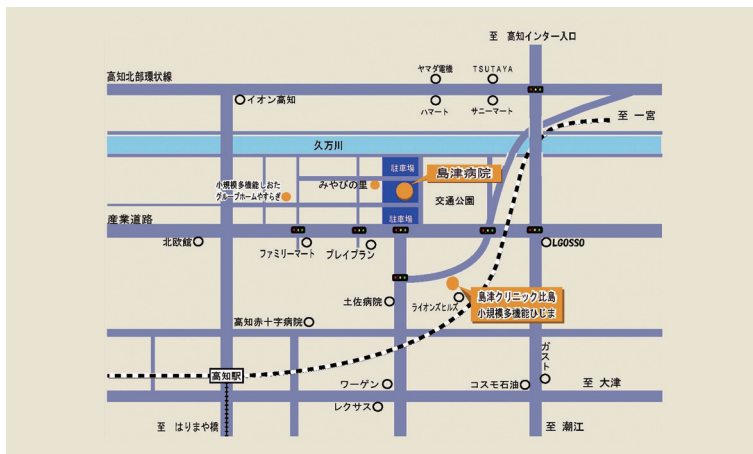 至 高知インター入口
ヤマダ電機
TSUTAYA
高知北部環状線
イオン高知
ハマート
サニーマート
至 一宮
久万川
駐車場
島津病院
小規模多機能しおた
グループホームやすらぎ
みやびの里
交通公園
産業道路
駐車場
北欧館
ファミリーマート
プレイプラン
LGOSSO
島津クリニック比島
小規模多機能ひじま
土佐病院
ライオンズヒルズ
高知赤十字病院
ガスト
高知駅
ワーゲン
コスモ石油
至 大津
レクサス
至 はりまや橋
至 潮江